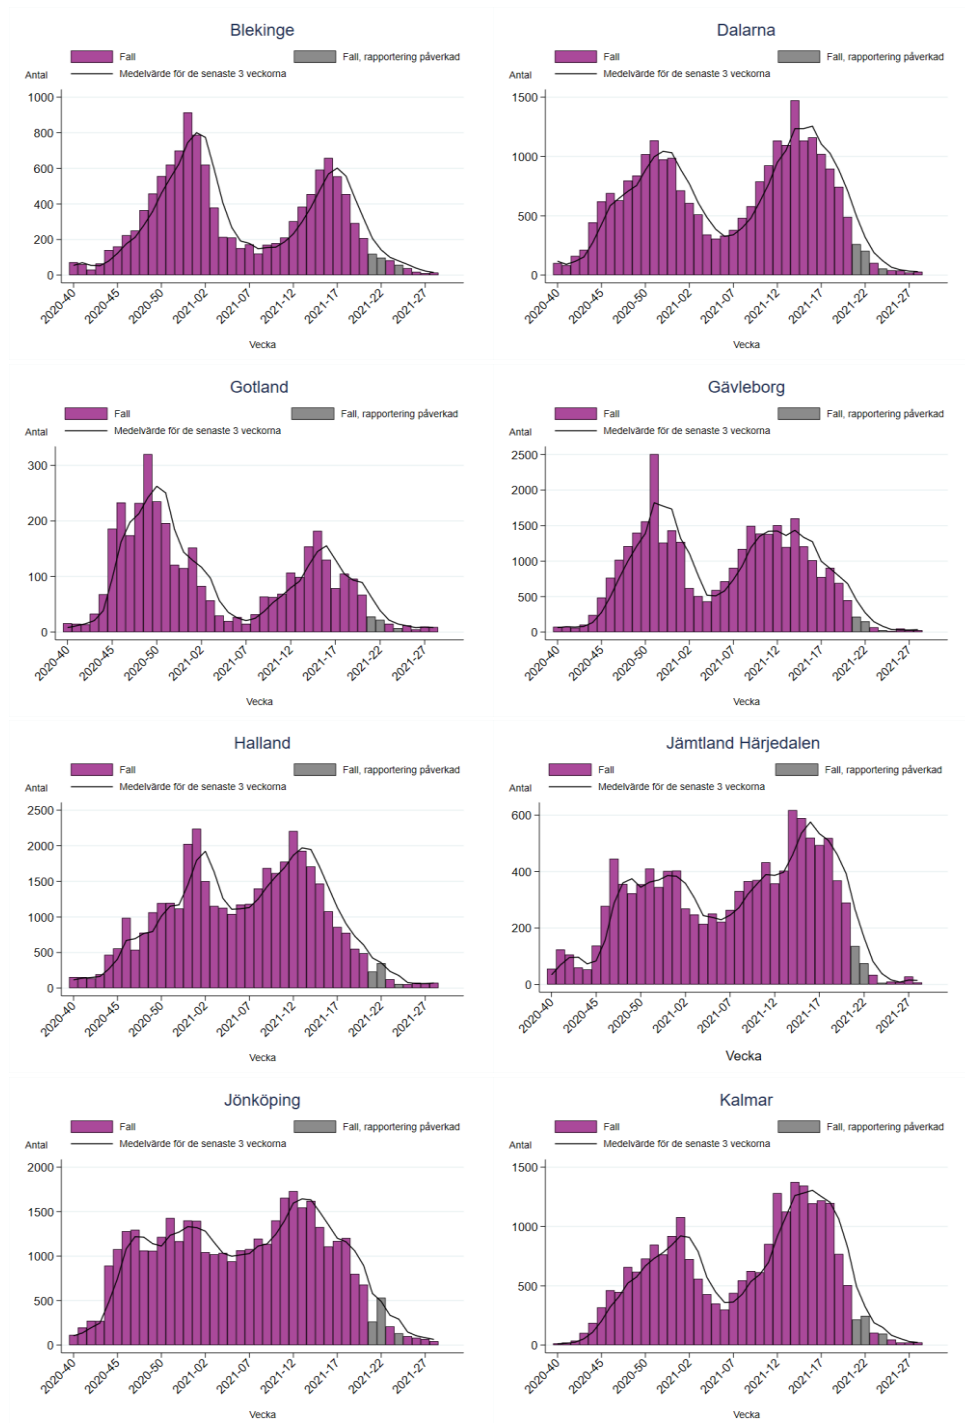 Blekinge
Fall
Fall, rapportering påverkad
Antal
Medelvärde för de senaste 3 veckorna
1000
800
600
400
200
0
2020-40
2020-45
2020-50
2021-02
2021-07
2021-12
2021-17
2021-22
2021-27
Vecka
Dalarna
Fall
Fall, rapportering påverkad
Antal
Medelvärde för de senaste 3 veckorna
1500
1000
500
0
2020-40
2020-45
2020-50
2021-02
2021-07
2021-12
2021-17
2021-22
2021-27
Vecka
Gotland
Fall
Fall, rapportering påverkad
Antal
Medelvärde för de senaste 3 veckorna
300
200
100
0
2020-40
2020-45
2020-50
2021-02
2021-07
2021-12
2021-17
2021-22
2021-27
Vecka
Gävleborg
Fall
Fall, rapportering påverkad
Antal
Medelvärde för de senaste 3 veckorna
2500
2000
1500
1000
500
0
2020-40
2020-45
2020-50
2021-02
2021-07
2021-12
2021-17
2021-22
2021-27
Vecka
Halland
Fall
Fall, rapportering påverkad
Antal
Medelvärde för de senaste 3 veckorna
2500
2000
1500
1000
500
0
2020-40
2020-45
2020-50
2021-02
2021-07
2021-12
2021-17
2021-22
2021-27
Vecka
Jämtland Härjedalen
Fall
Fall, rapportering påverkad
Antal
Medelvärde för de senaste 3 veckorna
600
400
200
0
2020-40
2020-45
2020-50
2021-02
2021-07
2021-12
2021-17
2021-22
2021-27
Vecka
Jönköping
Fall
Fall, rapportering påverkad
Antal
Medelvärde för de senaste 3 veckorna
2000
1500
1000
500
0
2020-40
2020-45
2020-50
2021-02
2021-07
2021-12
2021-17
2021-22
2021-27
Vecka
Kalmar
Fall
Fall, rapportering påverkad
Antal
Medelvärde för de senaste 3 veckorna
1500
1000
500
0
2020-40
2020-45
2020-50
2021-02
2021-07
2021-12
2021-17
2021-22
2021-27
Vecka